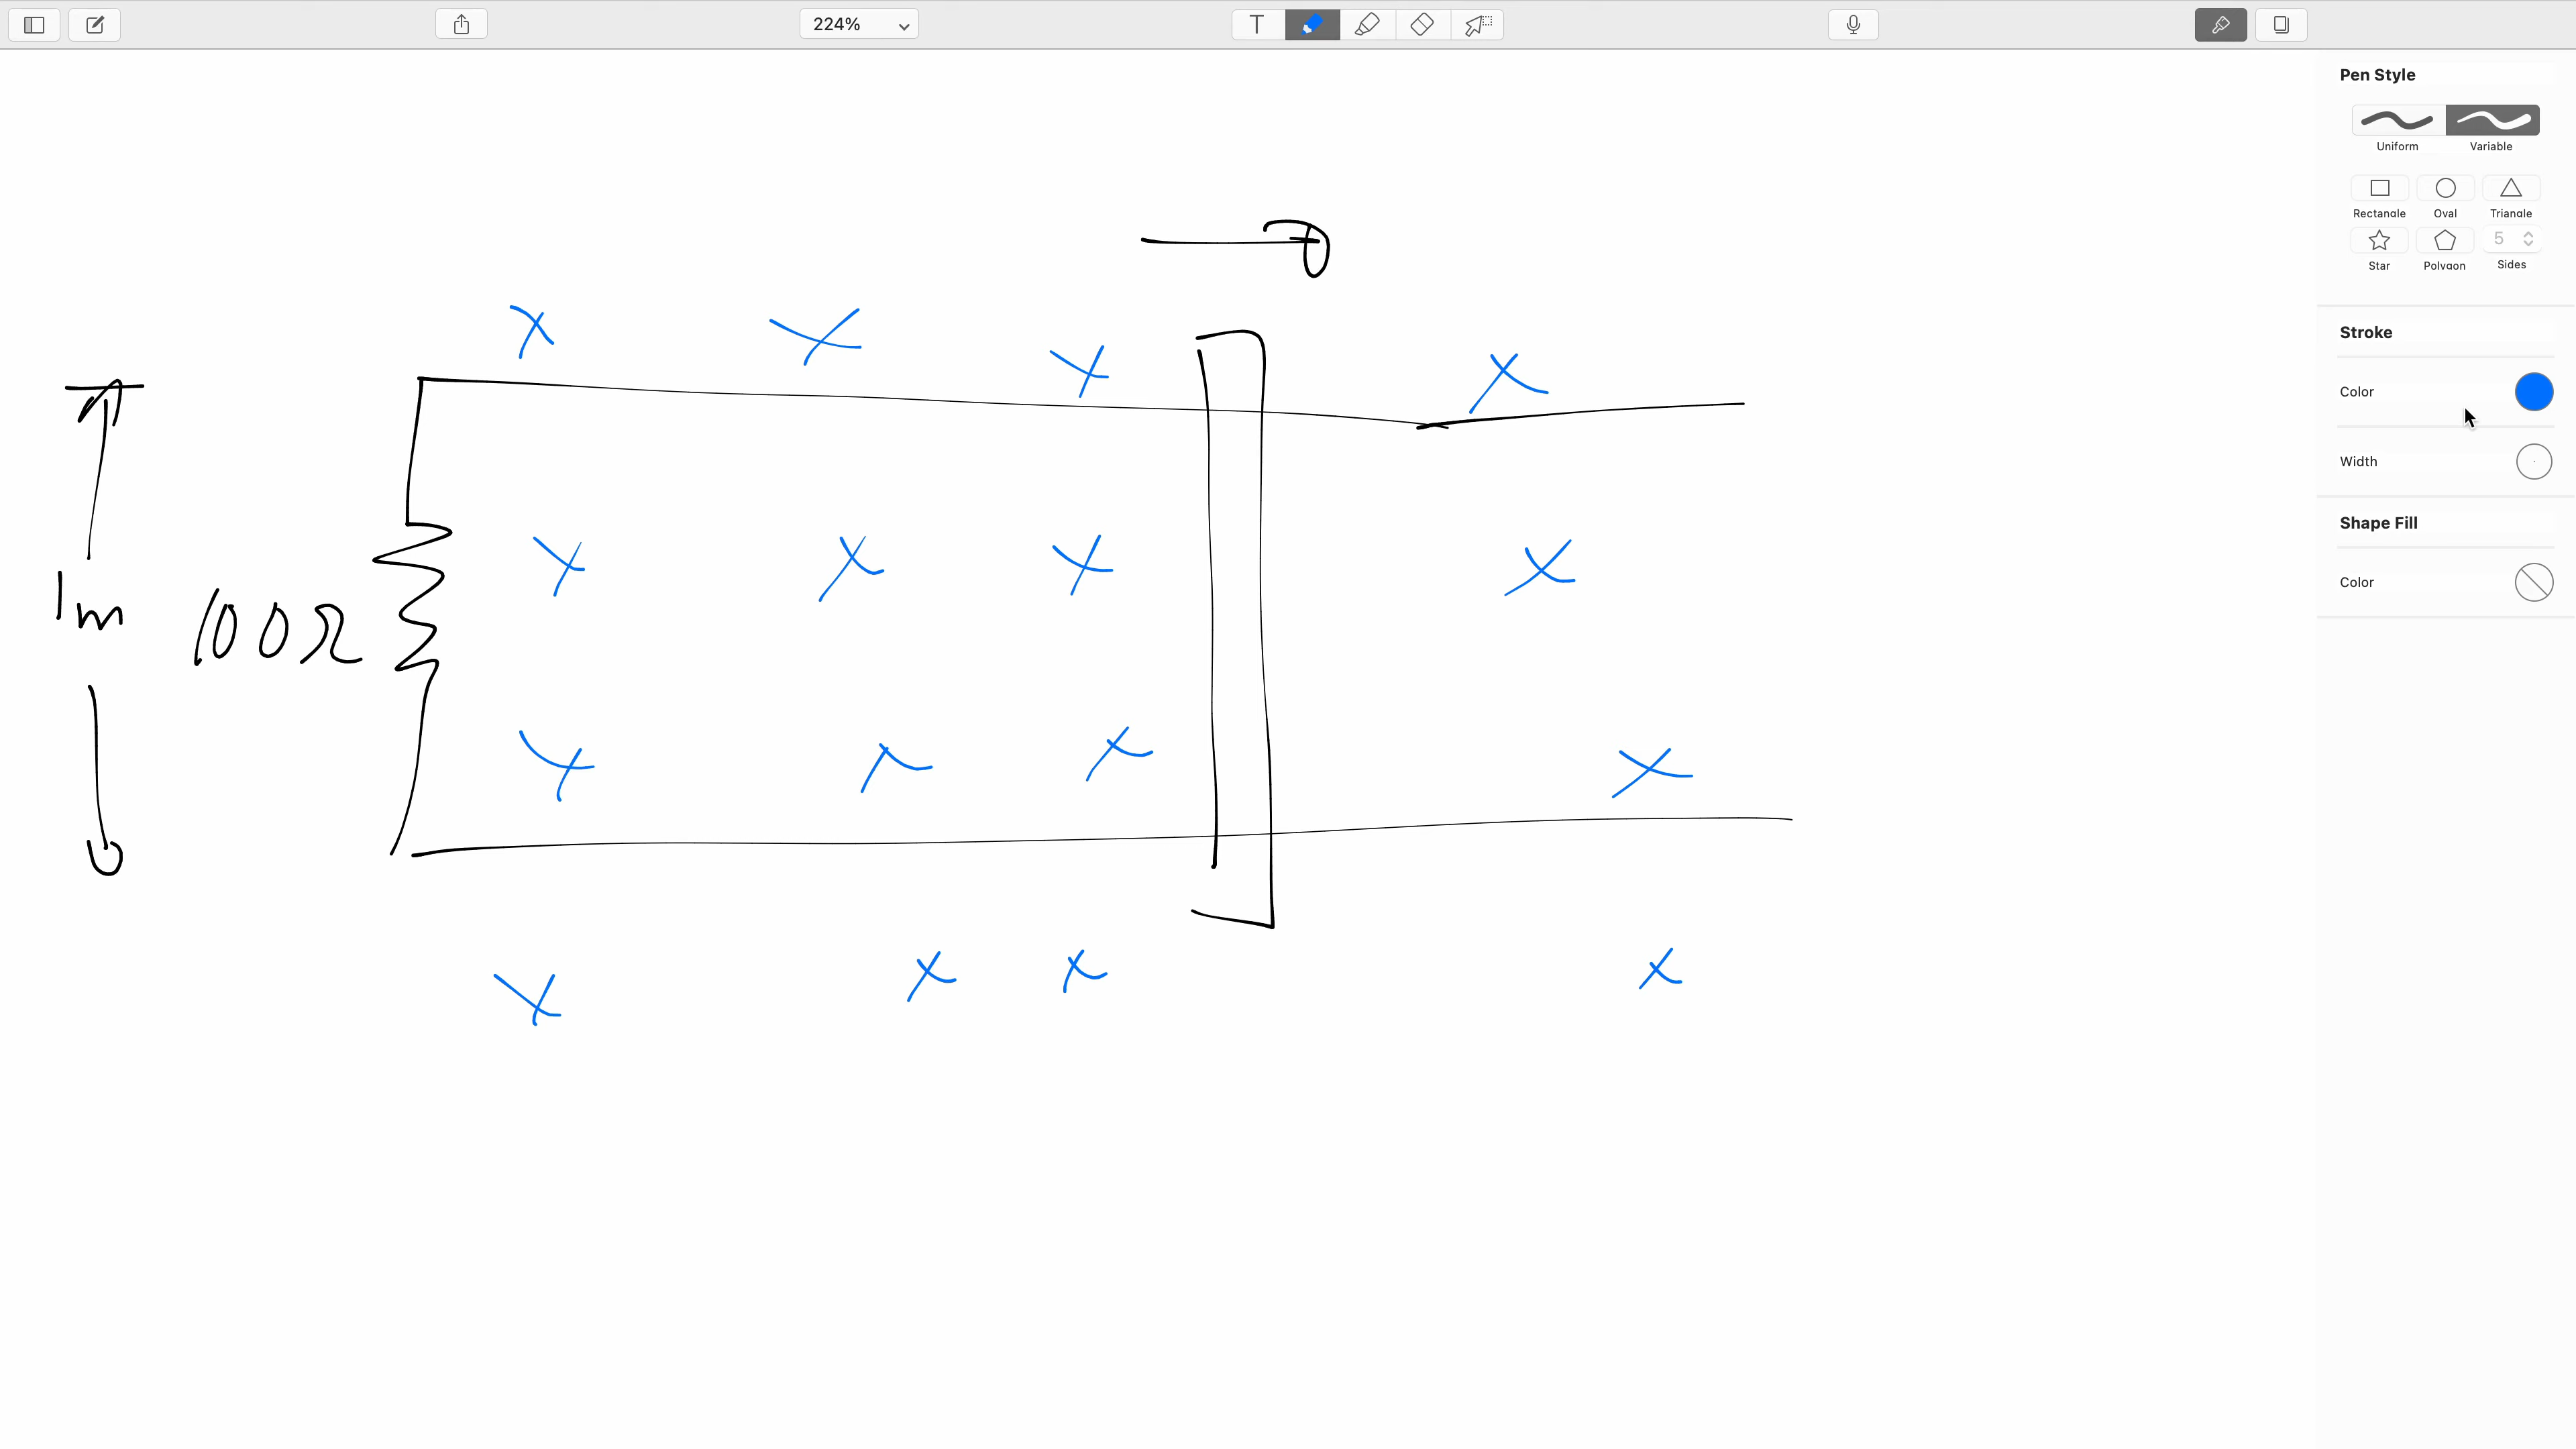 224%
T
Pen Style
Uniform
Variable
Rectangle
Oval
Triangle
5
Star
Polygon
Sides
Stroke
Color
Width
Shape Fill
Color
1m
100Ω
x x x x
x x x x
x x x x
x x x x